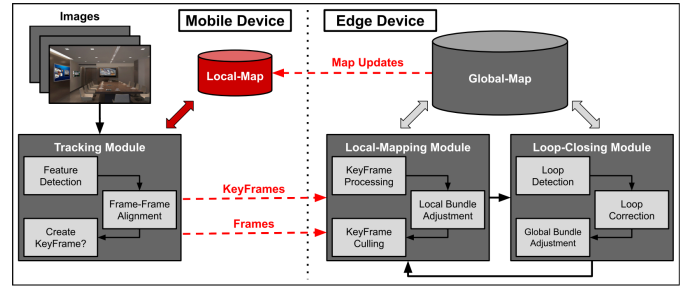 Images
Mobile Device
Edge Device
Local-Map
Map Updates
Global-Map
Tracking Module
Feature
Detection
Frame-Frame
Alignment
Create
KeyFrame?
KeyFrames
Frames
Local-Mapping Module
KeyFrame
Processing
Local Bundle
Adjustment
KeyFrame
Culling
Loop-Closing Module
Loop
Detection
Loop
Correction
Global Bundle
Adjustment